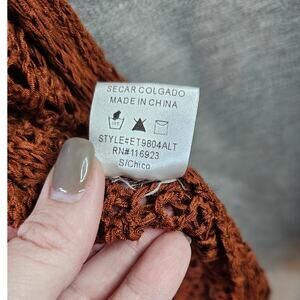 SECAR COLGADO
MADE IN CHINA
STYLE#ET9804ALT
RN#116923
S/Chico